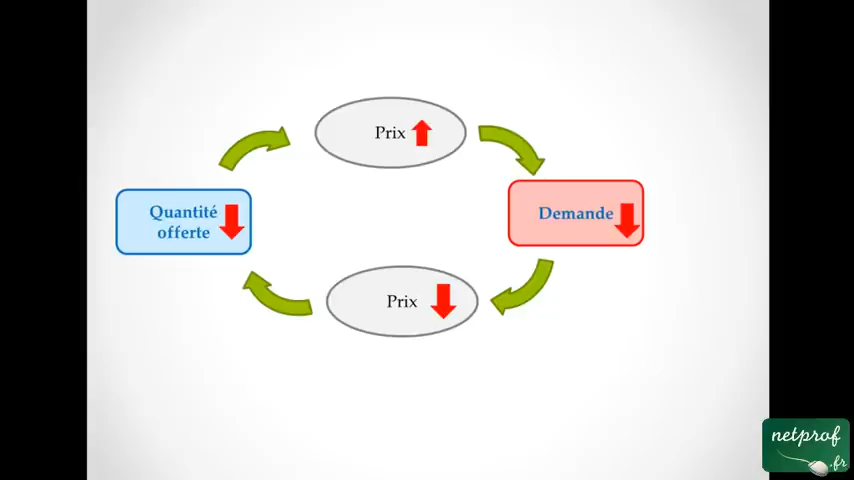 Prix
Quantité
offerte
Demande
Prix
netprof
.fr